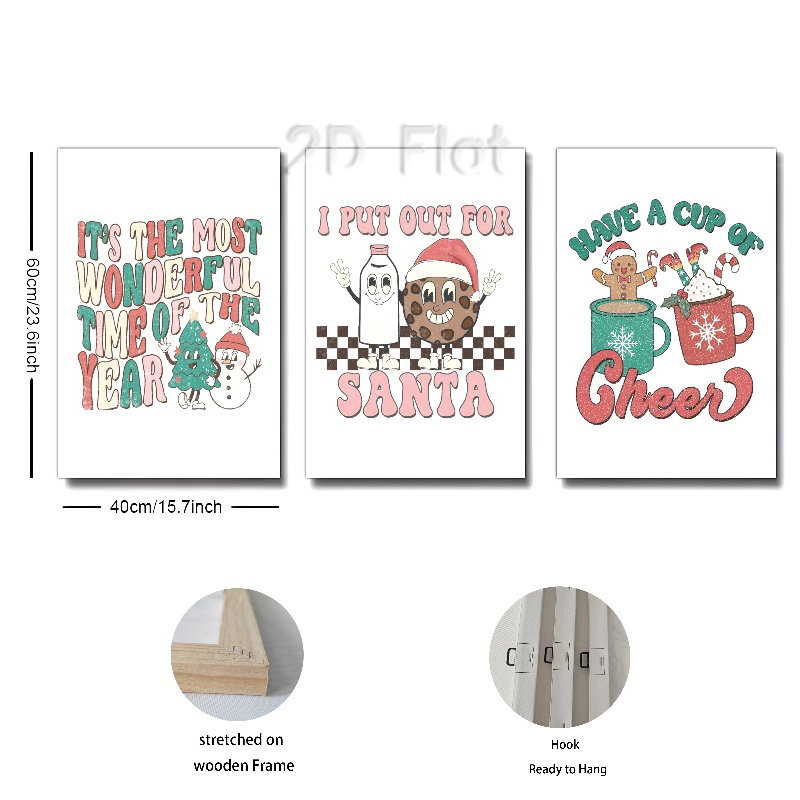 2D Flat
IT'S THE MOST
WONDERFUL
TIME OF THE
YEAR
I PUT OUT FOR
SANTA
HAVE A CUP OF
Cheer
60cm/23.6inch
40cm/15.7inch
stretched on
wooden Frame
Hook
Ready to Hang